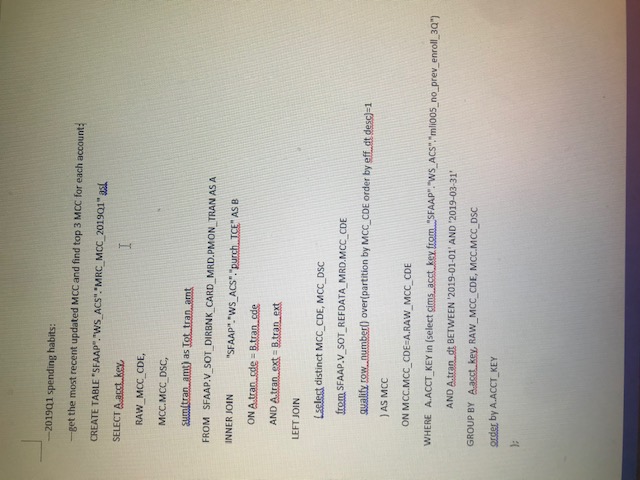 —2019Q1 spending habits:
—get the most recent updated MCC and find top 3 MCC for each account:
CREATE TABLE "SFAAP"."WS_ACS"."MRC_MCC_2019Q1" as(
SELECT A.acct_key,
RAW_MCC_CDE,
MCC.MCC_DSC,
sum(tran_amt) as Tot_tran_amt
FROM SFAAP.V_SOT_DIRBNK_CARD_MRD.PMON_TRAN AS A
INNER JOIN "SFAAP"."WS_ACS"."purch_TCE" AS B
ON A.tran_cde = B.tran_cde
AND A.tran_ext = B.tran_ext
LEFT JOIN
( select distinct MCC_CDE, MCC_DSC
from SFAAP.V_SOT_REFDATA_MRD.MCC_CDE
qualify row_number() over(partition by MCC_CDE order by eff_dt desc)=1
) AS MCC
ON MCC.MCC_CDE=A.RAW_MCC_CDE
WHERE A.ACCT_KEY in (select cims_acct_key from "SFAAP"."WS_ACS"."mli005_no_prev_enroll_3Q")
AND A.tran_dt BETWEEN '2019-01-01' AND '2019-03-31'
GROUP BY A.acct_key, RAW_MCC_CDE, MCC.MCC_DSC
order by A.ACCT_KEY
);